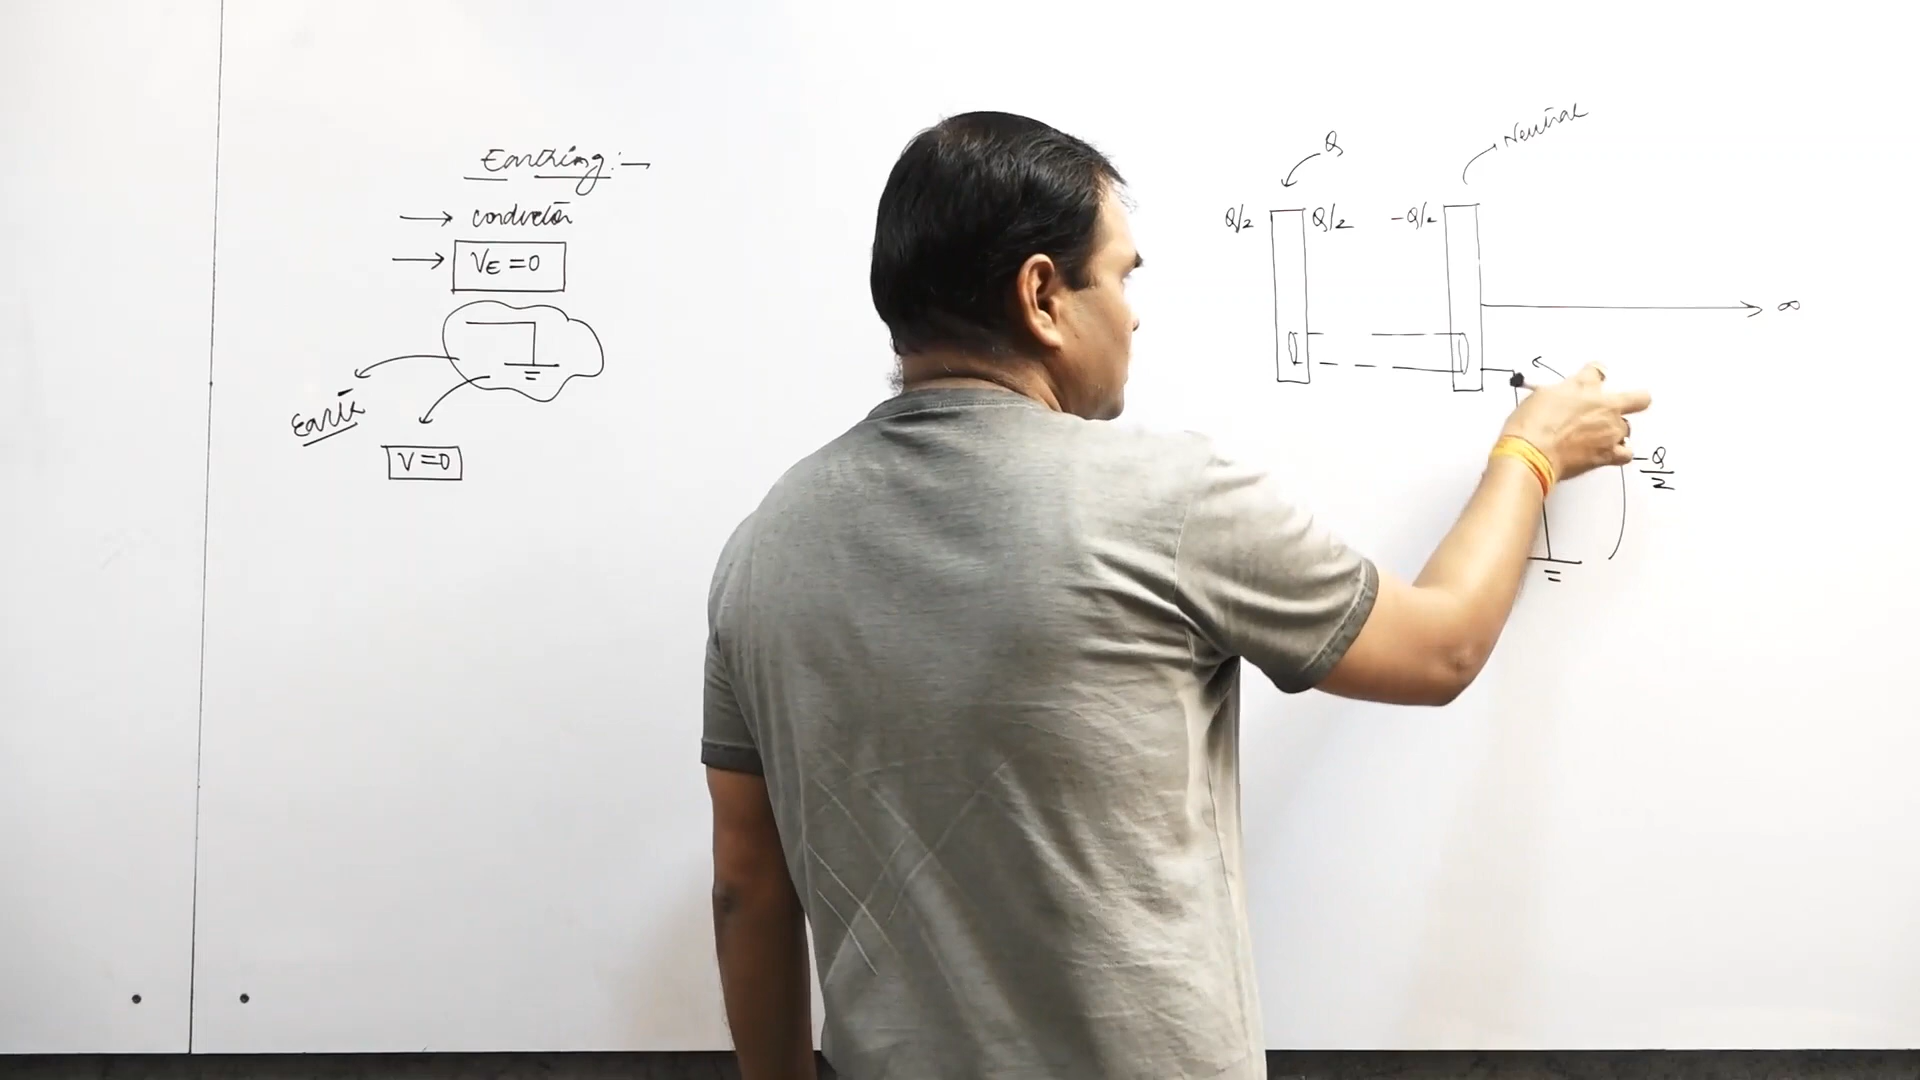 Earthing :-
→ conductor
→ VE = 0
Earth
V = 0
Q
Neutral
Q/2 Q/2 -Q/2
∞
-Q/2